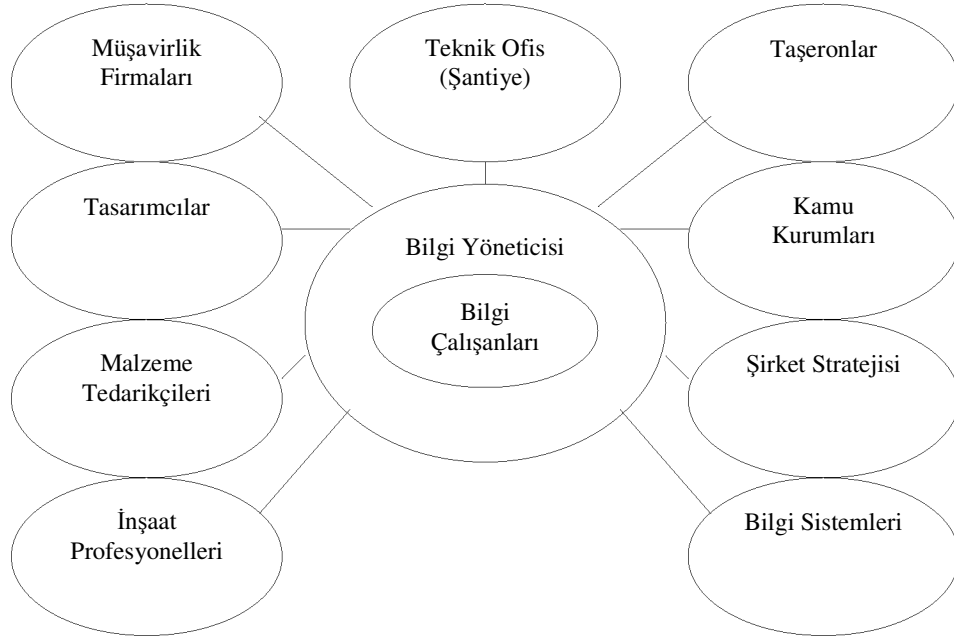 Müşavirlik
Firmaları
Teknik Ofis
(Şantiye)
Taşeronlar
Tasarımcılar
Kamu
Kurumları
Bilgi Yöneticisi
Bilgi
Çalışanları
Malzeme
Tedarikçileri
Şirket Stratejisi
İnşaat
Profesyonelleri
Bilgi Sistemleri